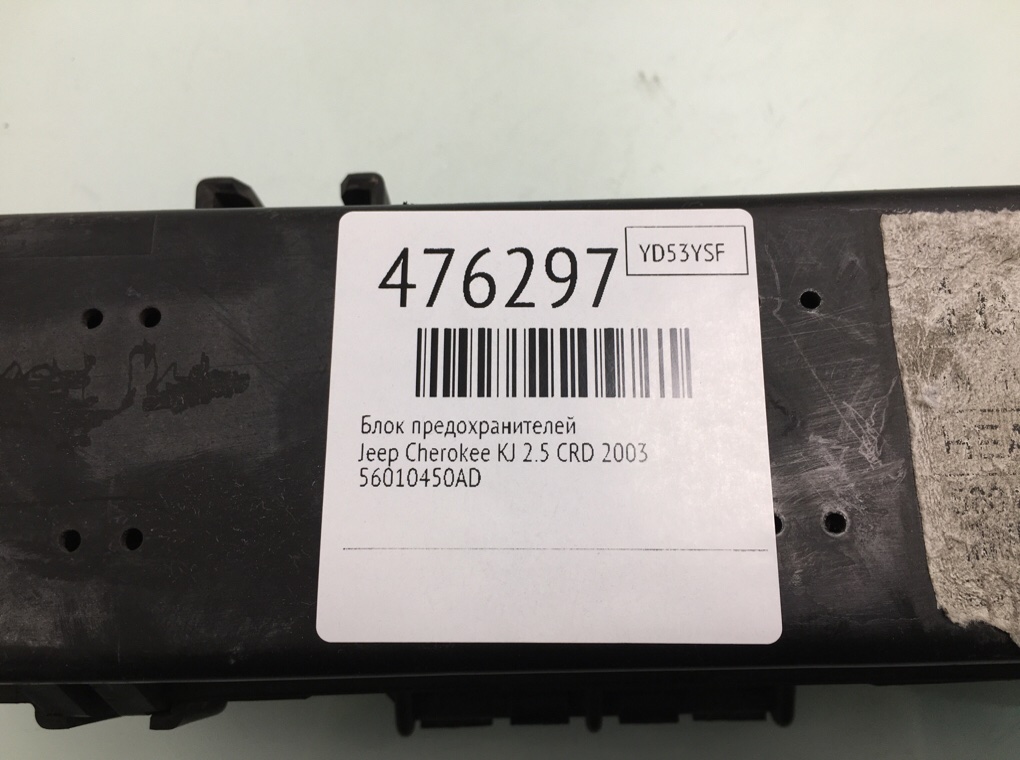 476297
YD53YSF
Блок предохранителей
Jeep Cherokee KJ 2.5 CRD 2003
56010450AD